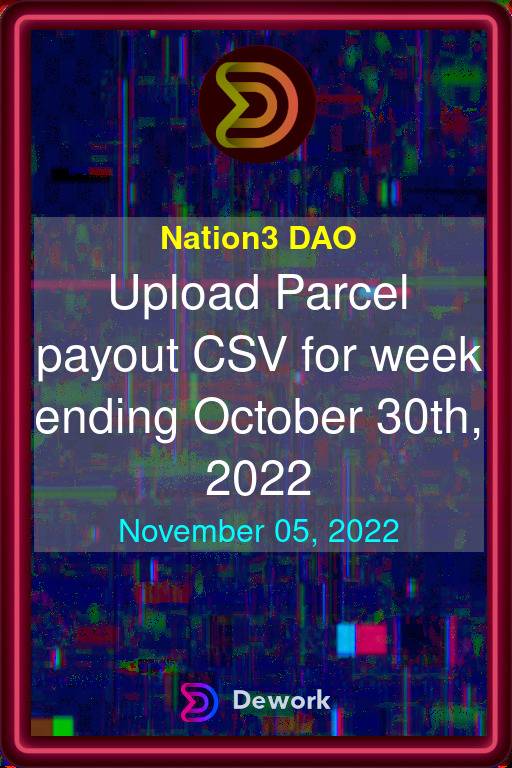 Nation3 DAO
Upload Parcel
payout CSV for week
ending October 30th,
2022
November 05, 2022
Dework